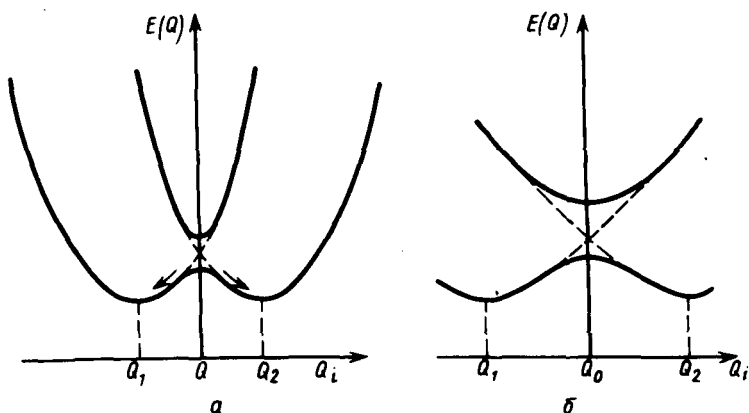 E(Q)
E(Q)
Q₁ Q Q₂ Qᵢ
Q₁ Q₀ Q₂ Qᵢ
а
б